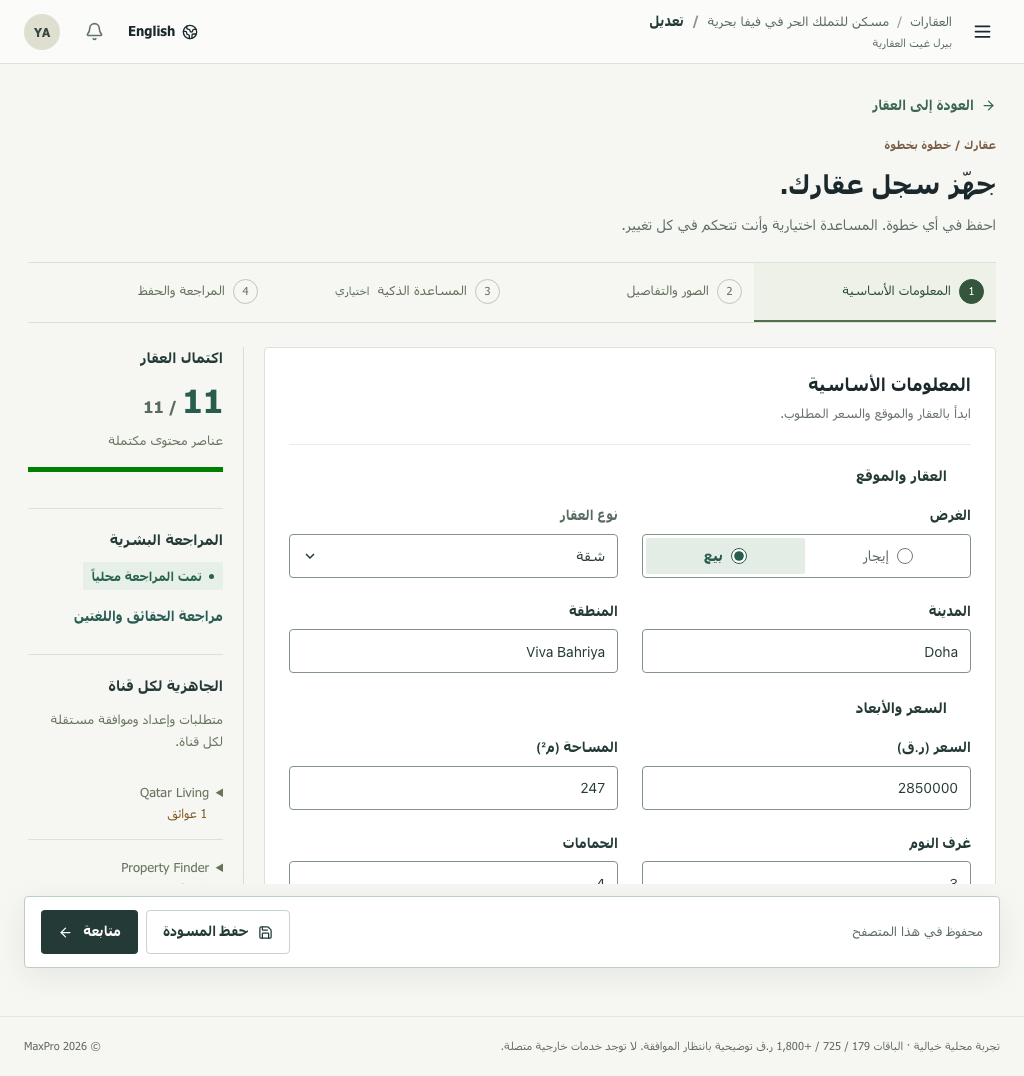 العقارات / مسكن للتملك الحر في فيفا بحرية / تعديل
بيرل غيت العقارية
English
YA
العودة إلى العقار
عقارك / خطوة بخطوة
جهّز سجل عقارك.
احفظ في أي خطوة. المساعدة اختيارية وأنت تتحكم في كل تغيير.
1 المعلومات الأساسية
2 الصور والتفاصيل
3 المساعدة الذكية اختياري
4 المراجعة والحفظ
المعلومات الأساسية
ابدأ بالعقار والموقع والسعر المطلوب.
العقار والموقع
الغرض
نوع العقار
إيجار
بيع
شقة
المدينة
المنطقة
Doha
Viva Bahriya
السعر والأبعاد
السعر (ر.ق)
المساحة (م²)
2850000
247
غرف النوم
الحمامات
3
4
اكتمال العقار
11 / 11
عناصر محتوى مكتملة
المراجعة البشرية
• تمت المراجعة محلياً
مراجعة الحقائق واللغتين
الجاهزية لكل قناة
متطلبات وإعداد وموافقة مستقلة
لكل قناة.
Qatar Living
1 عوائق
Property Finder
محفوظ في هذا المتصفح
حفظ المسودة
متابعة
تجربة محلية خيالية · الباقات 179 / 725 / +1,800 ر.ق توضيحية بانتظار الموافقة. لا توجد خدمات خارجية متصلة.
© 2026 MaxPro